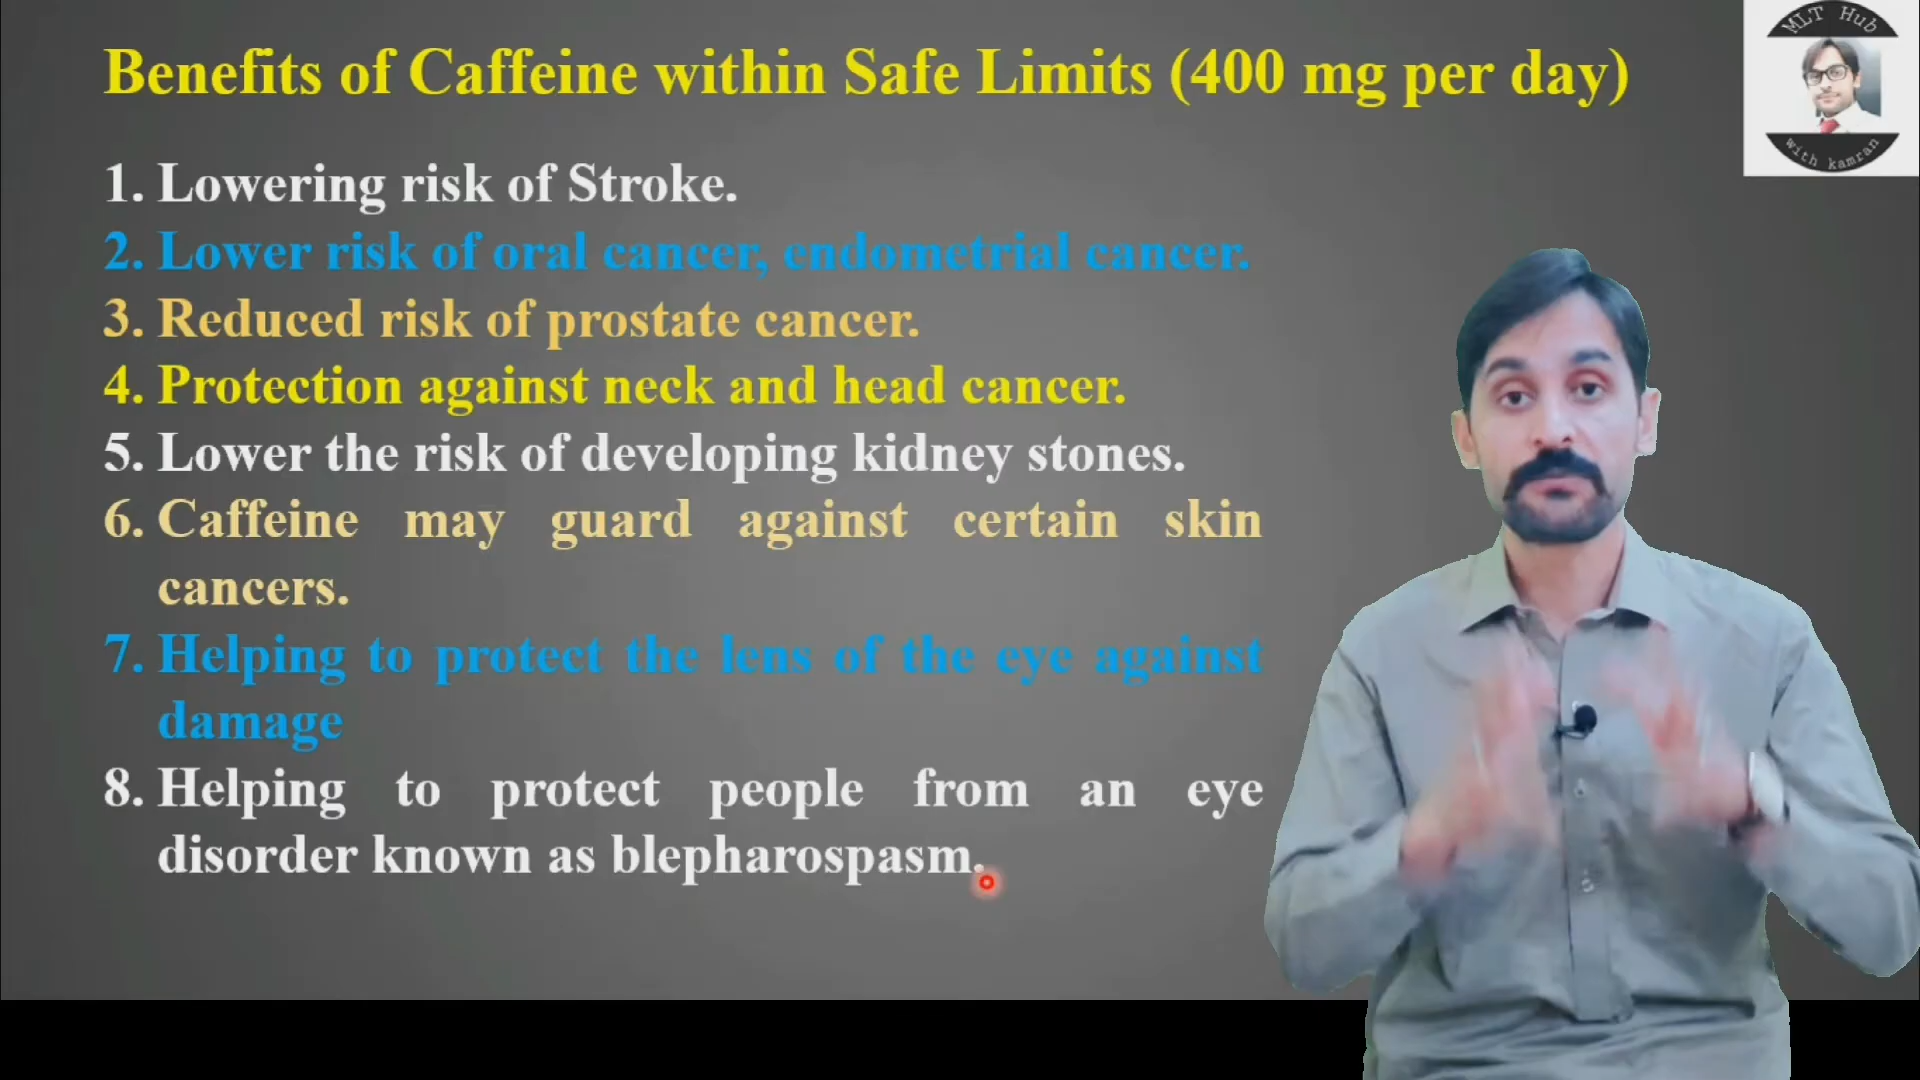 Benefits of Caffeine within Safe Limits (400 mg per day)
MLT Hub
with kamran
1. Lowering risk of Stroke.
2. Lower risk of oral cancer, endometrial cancer.
3. Reduced risk of prostate cancer.
4. Protection against neck and head cancer.
5. Lower the risk of developing kidney stones.
6. Caffeine may guard against certain skin
cancers.
7. Helping to protect the lens of the eye against
damage
8. Helping to protect people from an eye
disorder known as blepharospasm.